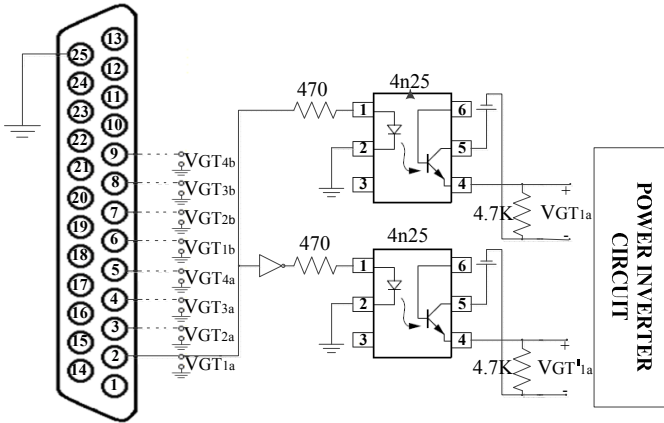 13
25
12
24
11
23
10
22
9
21
8
20
7
19
6
18
5
17
4
16
3
15
2
14
1
VGT4b
VGT3b
VGT2b
VGT1b
VGT4a
VGT3a
VGT2a
VGT1a
470
4n25
1
2
3
6
5
4
4.7K
+
VGT1a
-
470
4n25
1
2
3
6
5
4
4.7K
+
VGT'1a
-
POWER INVERTER
CIRCUIT